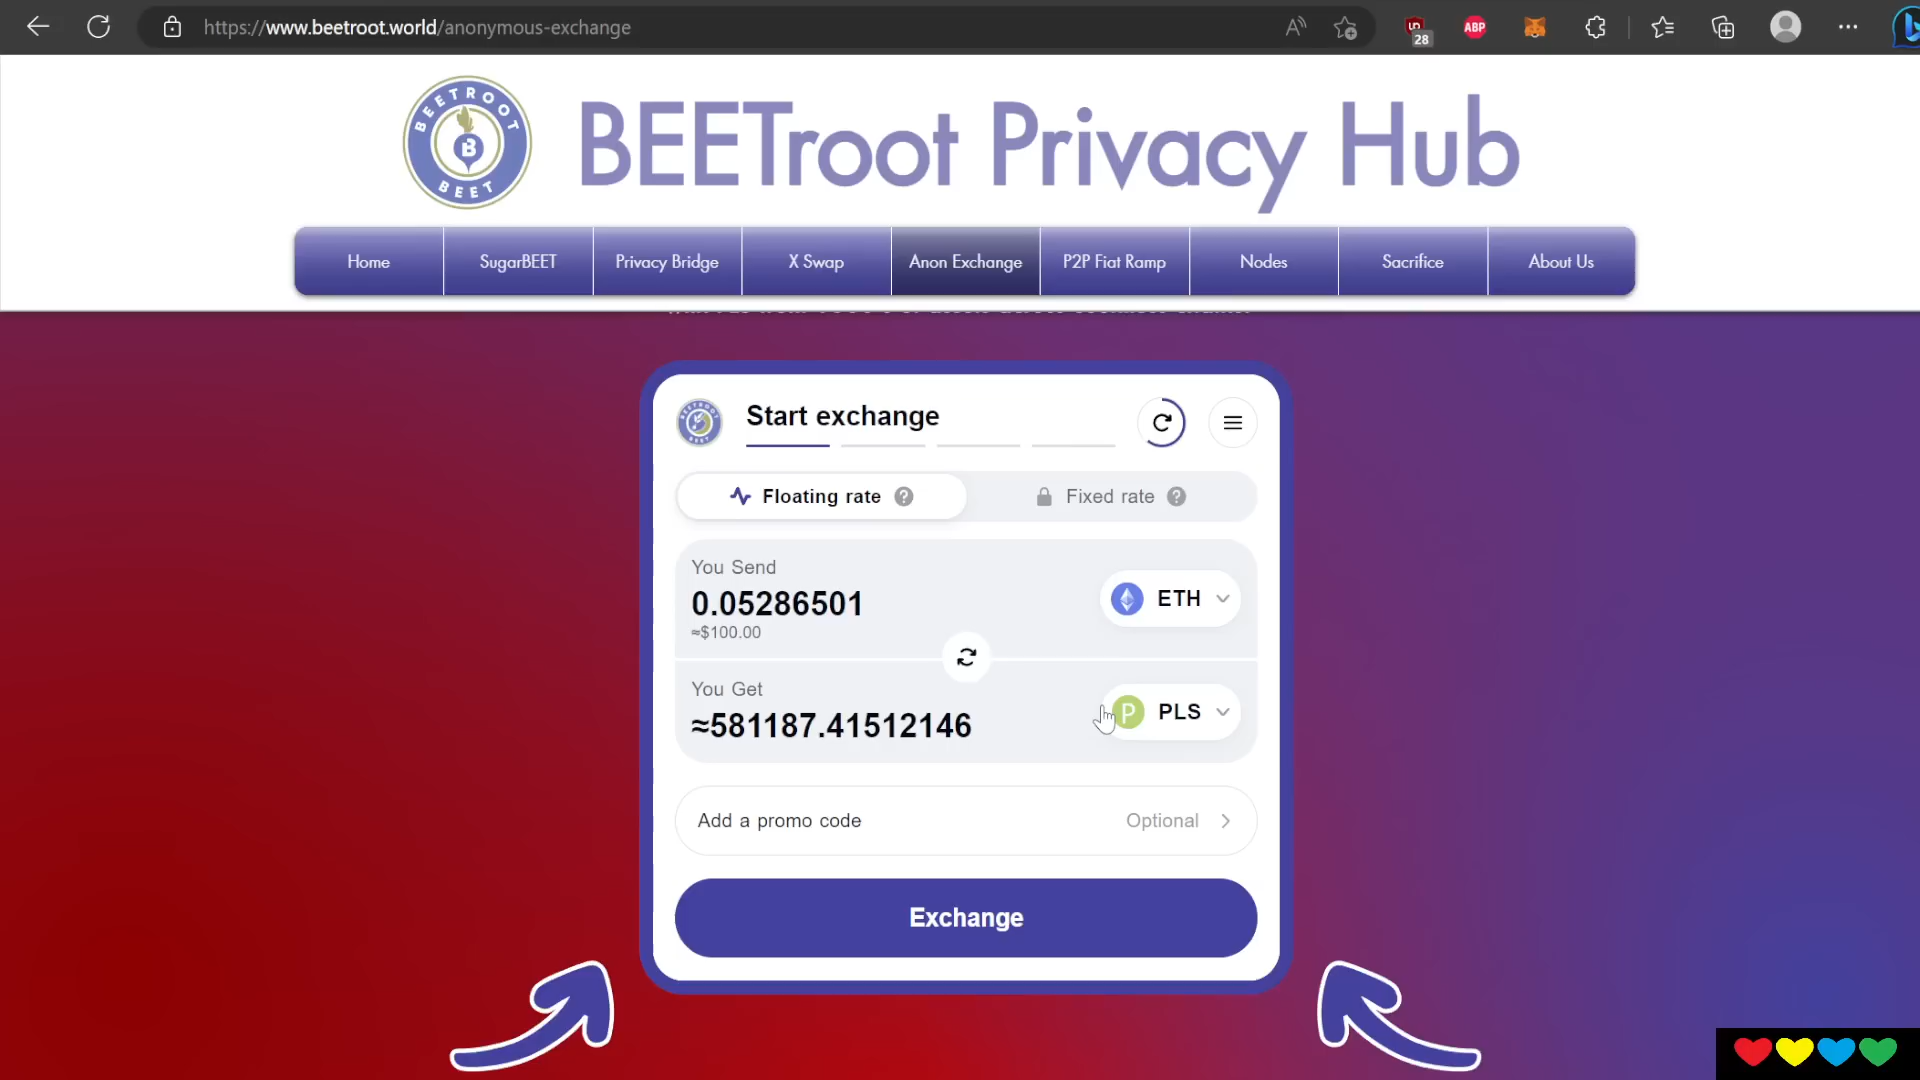 https://www.beetroot.world/anonymous-exchange
28
ABP
BEETROOT
B
BEET
BEETroot Privacy Hub
Home
SugarBEET
Privacy Bridge
X Swap
Anon Exchange
P2P Fiat Ramp
Nodes
Sacrifice
About Us
Start exchange
Floating rate ?
Fixed rate ?
You Send
0.05286501
ETH
≈$100.00
You Get
≈581187.41512146
P PLS
Add a promo code
Optional
Exchange